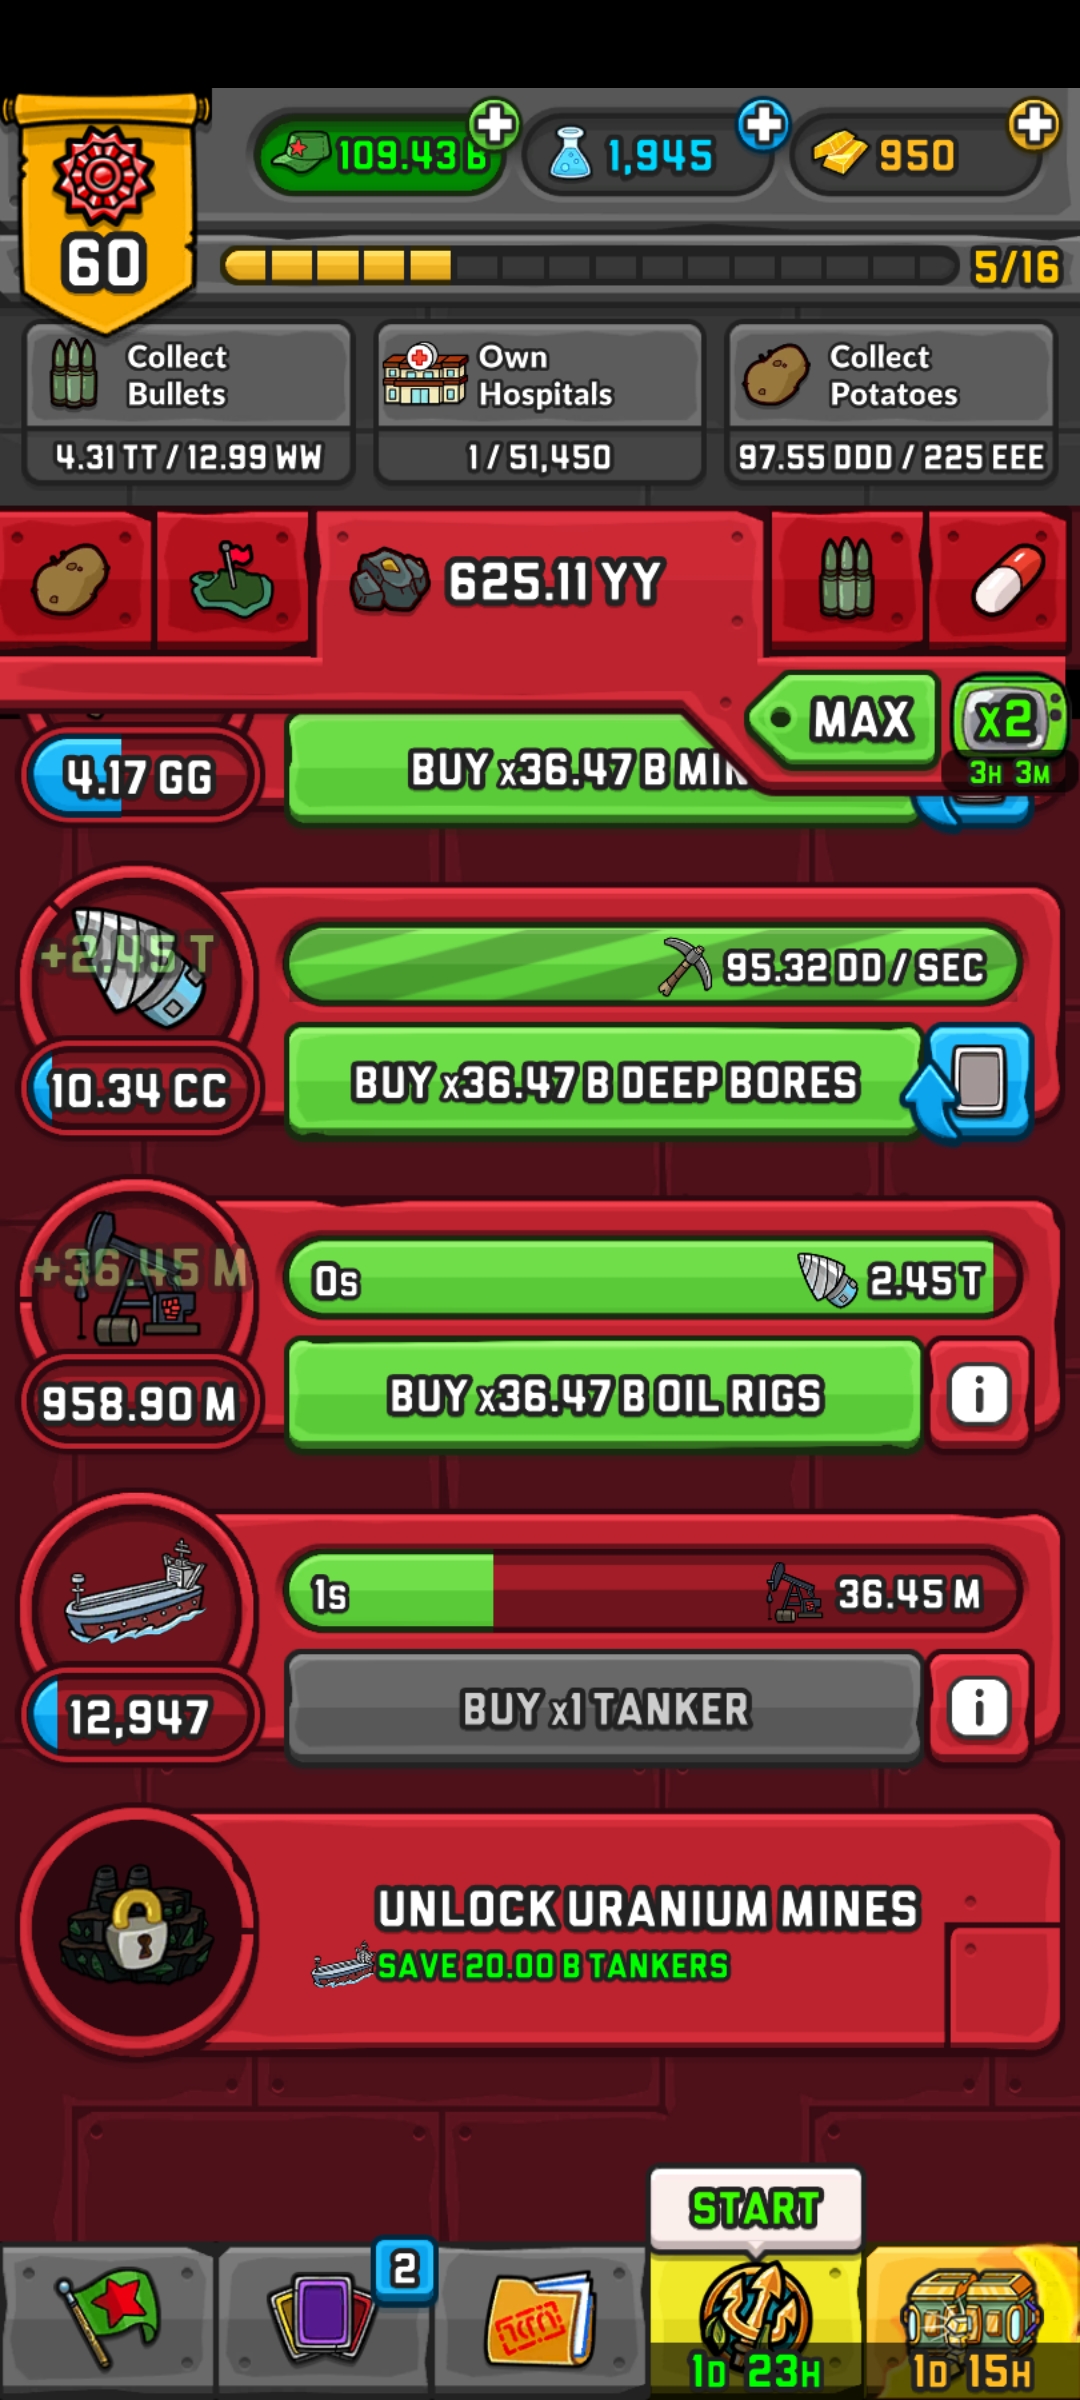 109.43 B
1,945
950
60
5/16
Collect
Bullets
4.31 TT / 12.99 WW
Own
Hospitals
1 / 51,450
Collect
Potatoes
97.55 DDD / 225 EEE
625.11 YY
MAX
x2
3H 3M
4.17 GG
BUY x36.47 B
+2.45 T
95.32 DD / SEC
10.34 CC
BUY x36.47 B DEEP BORES
+36.45 M
0s
2.45 T
958.90 M
BUY x36.47 B OIL RIGS
i
1s
36.45 M
12,947
BUY x1 TANKER
i
UNLOCK URANIUM MINES
SAVE 20.00 B TANKERS
START
2
1D 23H
1D 15H